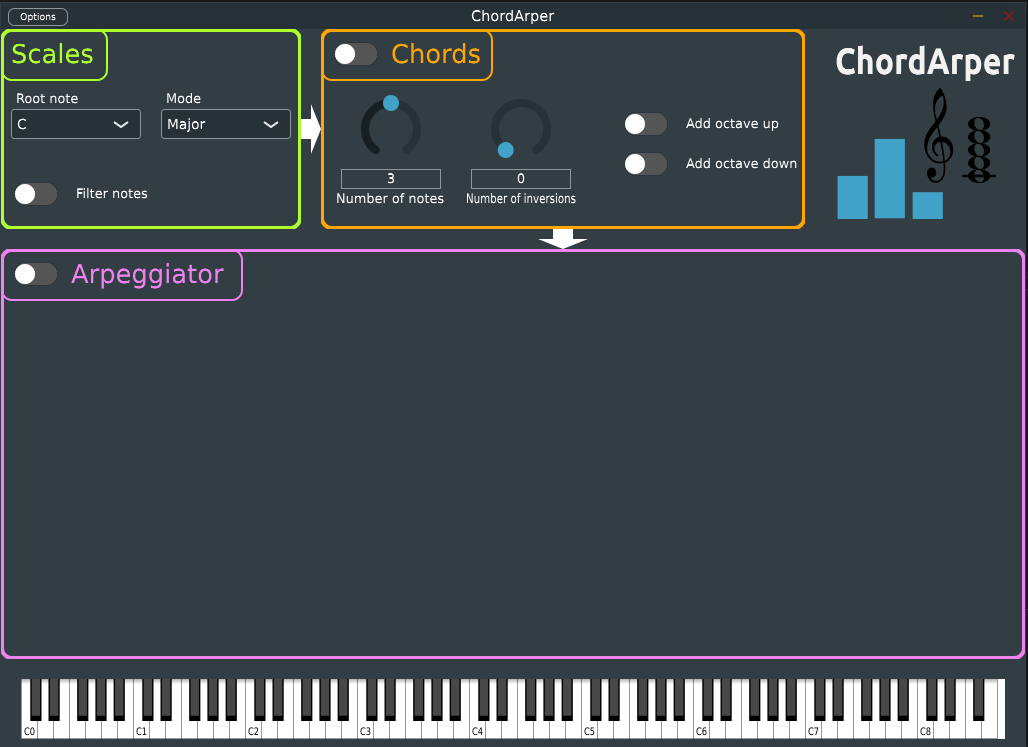 Options
ChordArper
Scales
Root note
Mode
C
Major
Filter notes
Chords
3
0
Number of notes
Number of inversions
Add octave up
Add octave down
ChordArper
Arpeggiator
C0 C1 C2 C3 C4 C5 C6 C7 C8